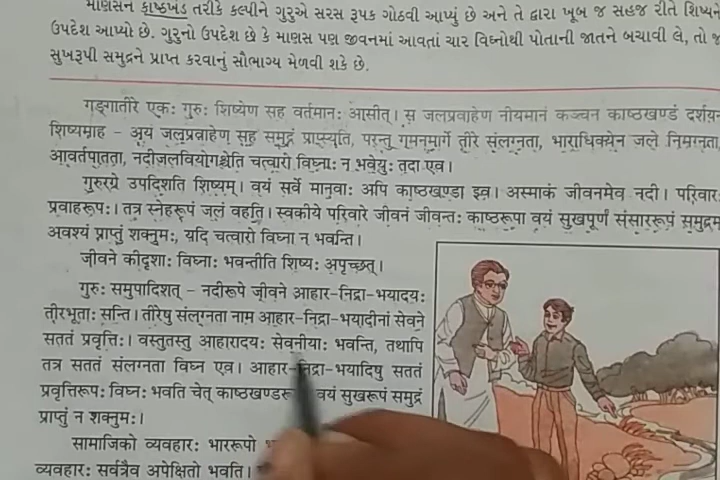 માણસને કાષ્ઠખંડ તરીકે કલ્પીને ગુરુએ સરસ રૂપક ગોઠવી આપ્યું છે અને તે દ્વારા ખૂબ જ સહજ રીતે શિષ્યને
ઉપદેશ આપ્યો છે. ગુરુનો ઉપદેશ છે કે માણસ પણ જીવનમાં આવતાં ચાર વિઘ્નોથી પોતાની જાતને બચાવી લે, તો જ
સુખરૂપી સમુદ્રને પ્રાપ્ત કરવાનું સૌભાગ્ય મેળવી શકે છે.
गङ्गातीरे एकः गुरुः शिष्येण सह वर्तमानः आसीत्। स जलप्रवाहेण नीयमानं कञ्चन काष्ठखण्डं दर्शयन्
शिष्यमाह – अयं जलप्रवाहेण सह समुद्रं प्राप्स्यति, परन्तु गमनमार्गे तीरे संलग्नता, भाराधिक्येन जले निमग्नता,
आवर्तपातता, नदीजलवियोगश्चेति चत्वारो विघ्नाः न भवेयुः तदा एव।
गुरुरग्रे उपदिशति शिष्यम्। वयं सर्वे मानवाः अपि काष्ठखण्डा इव। अस्माकं जीवनमेव नदी। परिवारः
प्रवाहरूपः। तत्र स्नेहरूपं जलं वहति। स्वकीये परिवारे जीवनं जीवन्तः काष्ठरूपा वयं सुखपूर्णं संसाररूपं समुद्रम्
अवश्यं प्राप्तुं शक्नुमः, यदि चत्वारो विघ्ना न भवन्ति।
जीवने कीदृशाः विघ्नाः भवन्तीति शिष्यः अपृच्छत्।
गुरुः समुपादिशत् – नदीरूपे जीवने आहार–निद्रा–भयादयः
तीरभूताः सन्ति। तीरेषु संलग्नता नाम आहार–निद्रा–भयादीनां सेवने
सततं प्रवृत्तिः। वस्तुतस्तु आहारादयः सेवनीयाः भवन्ति, तथापि
तत्र सततं संलग्नता विघ्न एव। आहार–निद्रा–भयादिषु सततं
प्रवृत्तिरूपः विघ्नः भवति चेत् काष्ठखण्डरू वयं सुखरूपं समुद्रं
प्राप्तुं न शक्नुमः।
सामाजिको व्यवहारः भाररूपो
व्यवहारः सर्वत्रैव अपेक्षितो भवति।